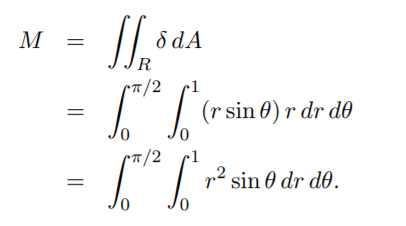 M = ∬_R δ dA
= ∫_0^{π/2} ∫_0^1 (r sin θ) r dr dθ
= ∫_0^{π/2} ∫_0^1 r^2 sin θ dr dθ.